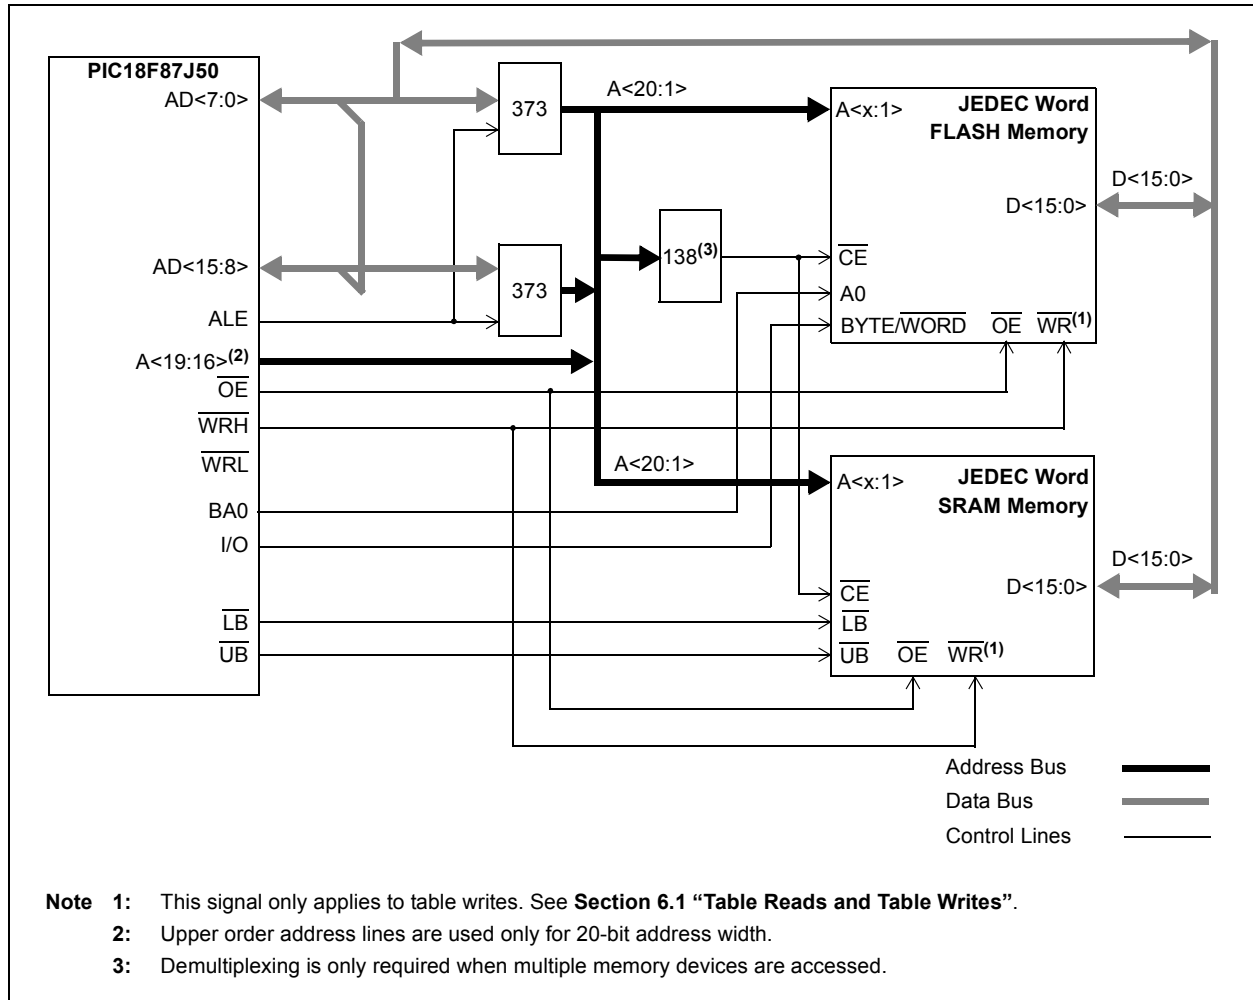 PIC18F87J50
AD<7:0>
AD<15:8>
ALE
A<19:16>(2)
OE
WRH
WRL
BA0
I/O
LB
UB
373
373
138(3)
A<20:1>
A<20:1>
A<x:1>
JEDEC Word
FLASH Memory
D<15:0>
D<15:0>
CE
A0
BYTE/WORD OE WR(1)
A<x:1>
JEDEC Word
SRAM Memory
D<15:0>
D<15:0>
CE
LB
UB OE WR(1)
Address Bus
Data Bus
Control Lines
Note 1: This signal only applies to table writes. See Section 6.1 “Table Reads and Table Writes”.
2: Upper order address lines are used only for 20-bit address width.
3: Demultiplexing is only required when multiple memory devices are accessed.